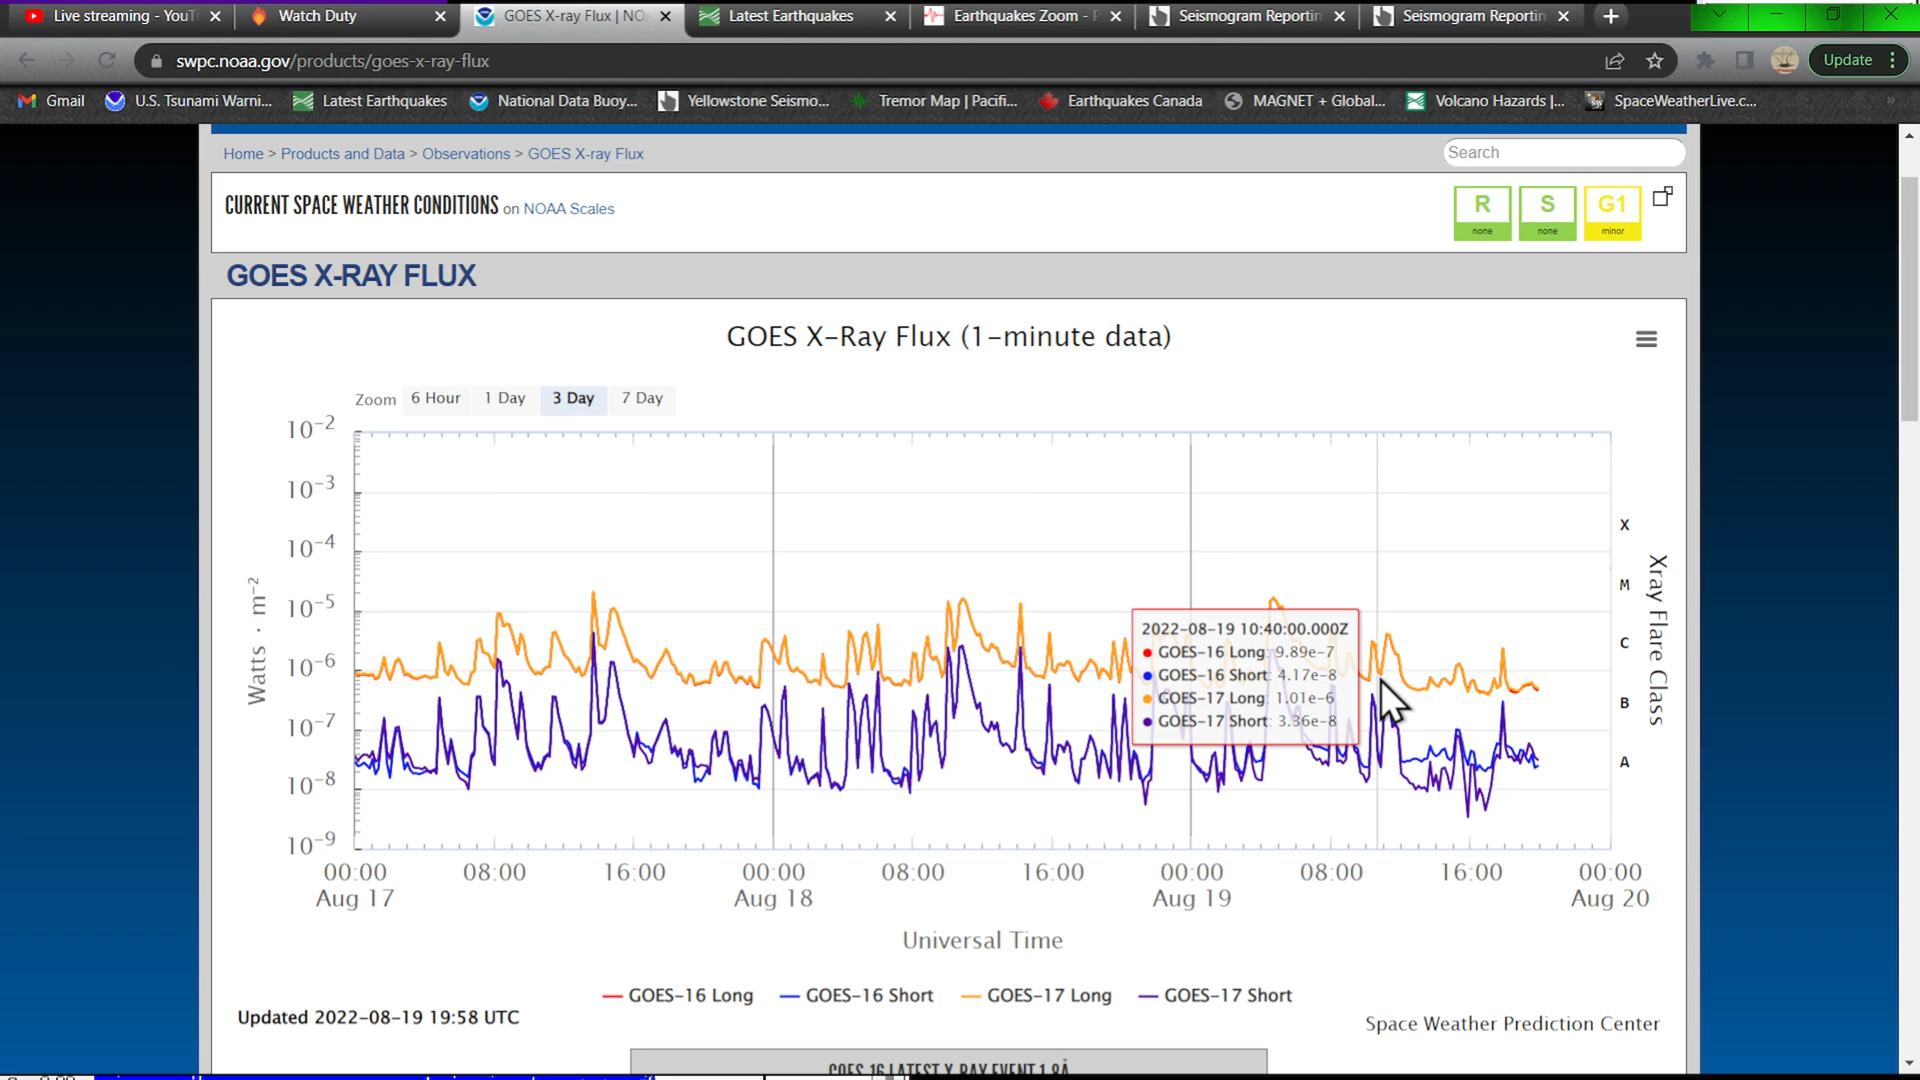 Live streaming - YouT
Watch Duty
GOES X-ray Flux | NO
Latest Earthquakes
Earthquakes Zoom - P
Seismogram Reportin
Seismogram Reportin
swpc.noaa.gov/products/goes-x-ray-flux
Update
Gmail
U.S. Tsunami Warni...
Latest Earthquakes
National Data Buoy...
Yellowstone Seismo...
Tremor Map | Pacifi...
Earthquakes Canada
MAGNET + Global...
Volcano Hazards |...
SpaceWeatherLive.c...
Home > Products and Data > Observations > GOES X-ray Flux
Search
CURRENT SPACE WEATHER CONDITIONS on NOAA Scales
R
none
S
none
G1
minor
GOES X-RAY FLUX
GOES X-Ray Flux (1-minute data)
Zoom 6 Hour 1 Day 3 Day 7 Day
10-2
10-3
10-4
10-5
10-6
10-7
10-8
10-9
Watts · m-2
X
M
C
B
A
Xray Flare Class
2022-08-19 10:40:00.000Z
GOES-16 Long: 9.89e-7
GOES-16 Short: 4.17e-8
GOES-17 Long: 1.01e-6
GOES-17 Short: 3.36e-8
00:00 08:00 16:00 00:00 08:00 16:00 00:00 08:00 16:00 00:00
Aug 17 Aug 18 Aug 19 Aug 20
Universal Time
GOES-16 Long GOES-16 Short GOES-17 Long GOES-17 Short
Updated 2022-08-19 19:58 UTC
Space Weather Prediction Center
GOES-16 LATEST X-RAY EVENT 1-8Å